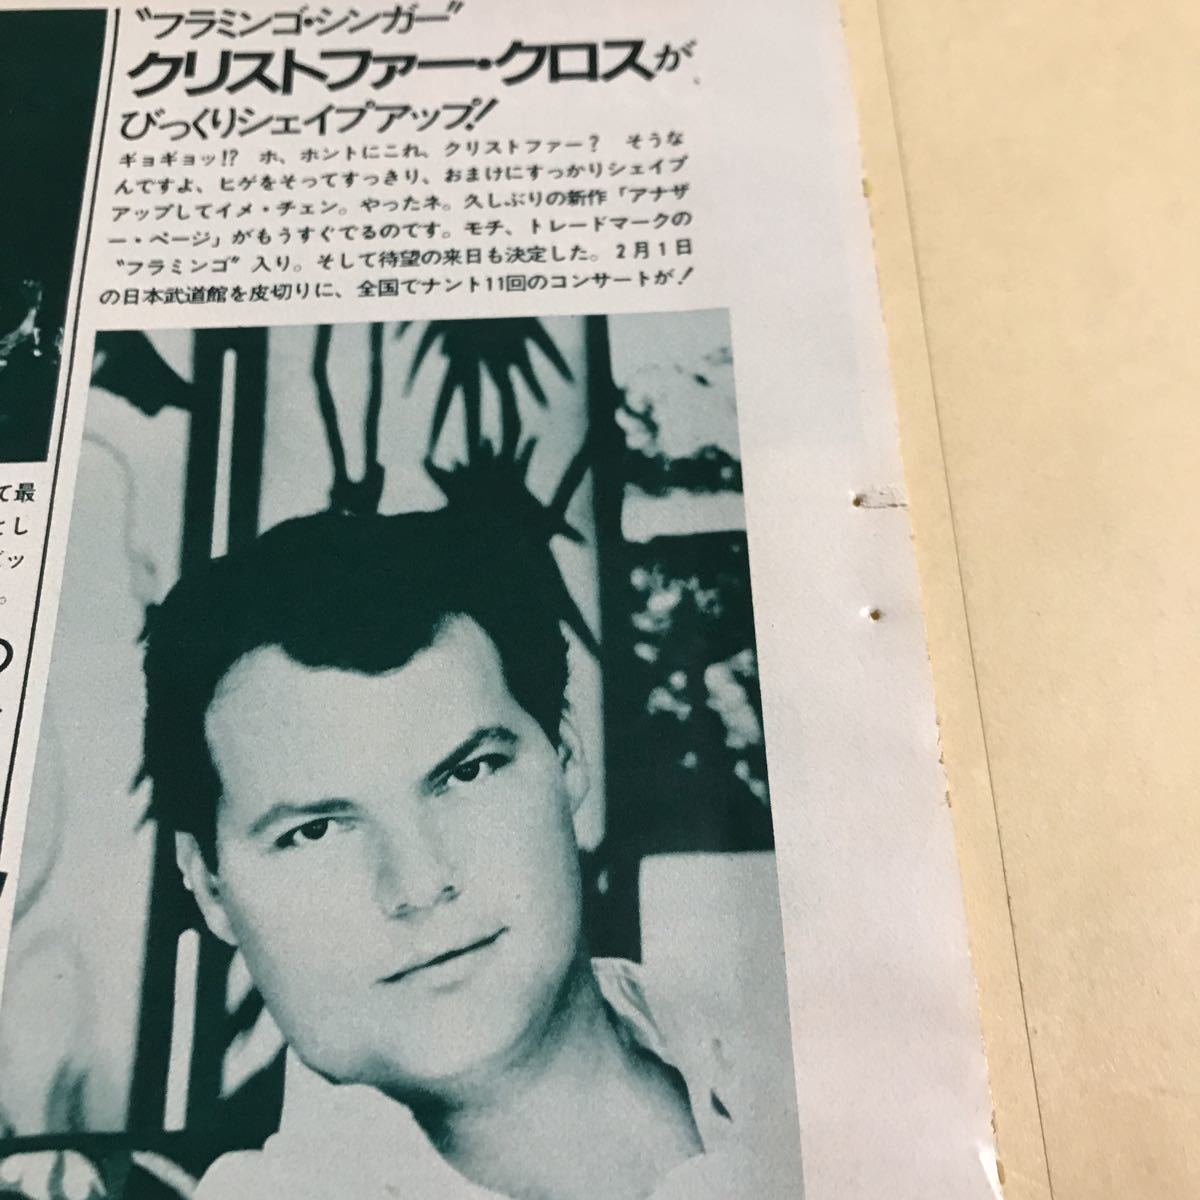 “フラミンゴ・シンガー”
クリストファー・クロスが
びっくりシェイプアップ!
ギョギョッ!? ホ、ホントにこれ、クリストファー? そうな
んですよ、ヒゲをそってすっきり、おまけにすっかりシェイプ
アップしてイメ・チェン。やったネ。久しぶりの新作「アナザ
ー・ページ」がもうすぐでるのです。モチ、トレードマークの
“フラミンゴ”入り。そして待望の来日も決定した。2月1日
の日本武道館を皮切りに、全国でナント11回のコンサートが!
て最
とし
ビッ
。
の